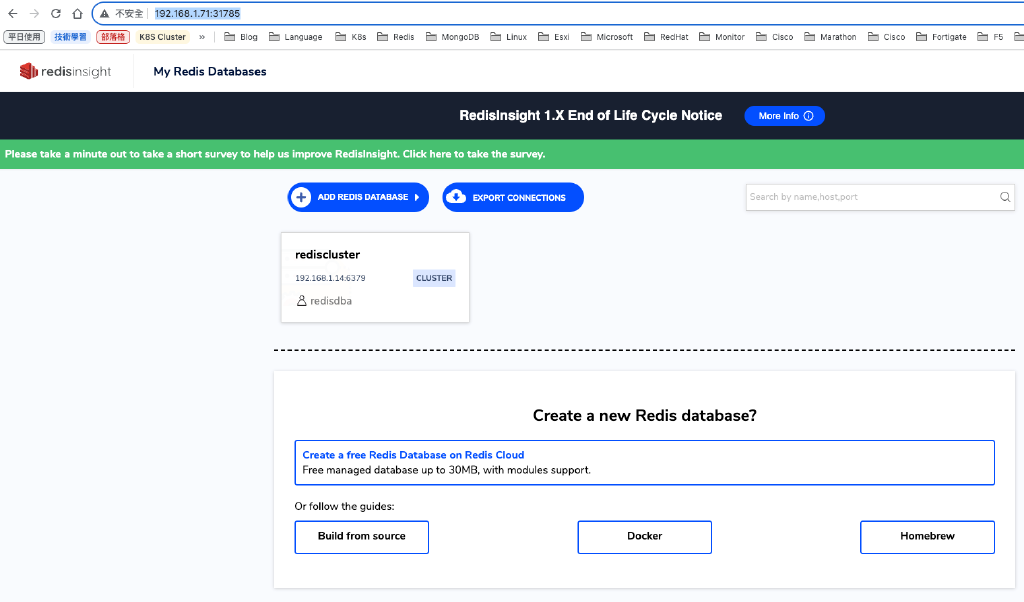 不安全 192.168.1.71:31785
平日使用 技術學習 部落格 K8S Cluster » Blog Language K8s Redis MongoDB Linux Esxi Microsoft RedHat Monitor Cisco Marathon Cisco Fortigate F5
redisinsight My Redis Databases
RedisInsight 1.X End of Life Cycle Notice More Info
Please take a minute out to take a short survey to help us improve RedisInsight. Click here to take the survey.
ADD REDIS DATABASE EXPORT CONNECTIONS Search by name,host,port
rediscluster
192.168.1.14:6379 CLUSTER
redisdba
Create a new Redis database?
Create a free Redis Database on Redis Cloud
Free managed database up to 30MB, with modules support.
Or follow the guides:
Build from source Docker Homebrew